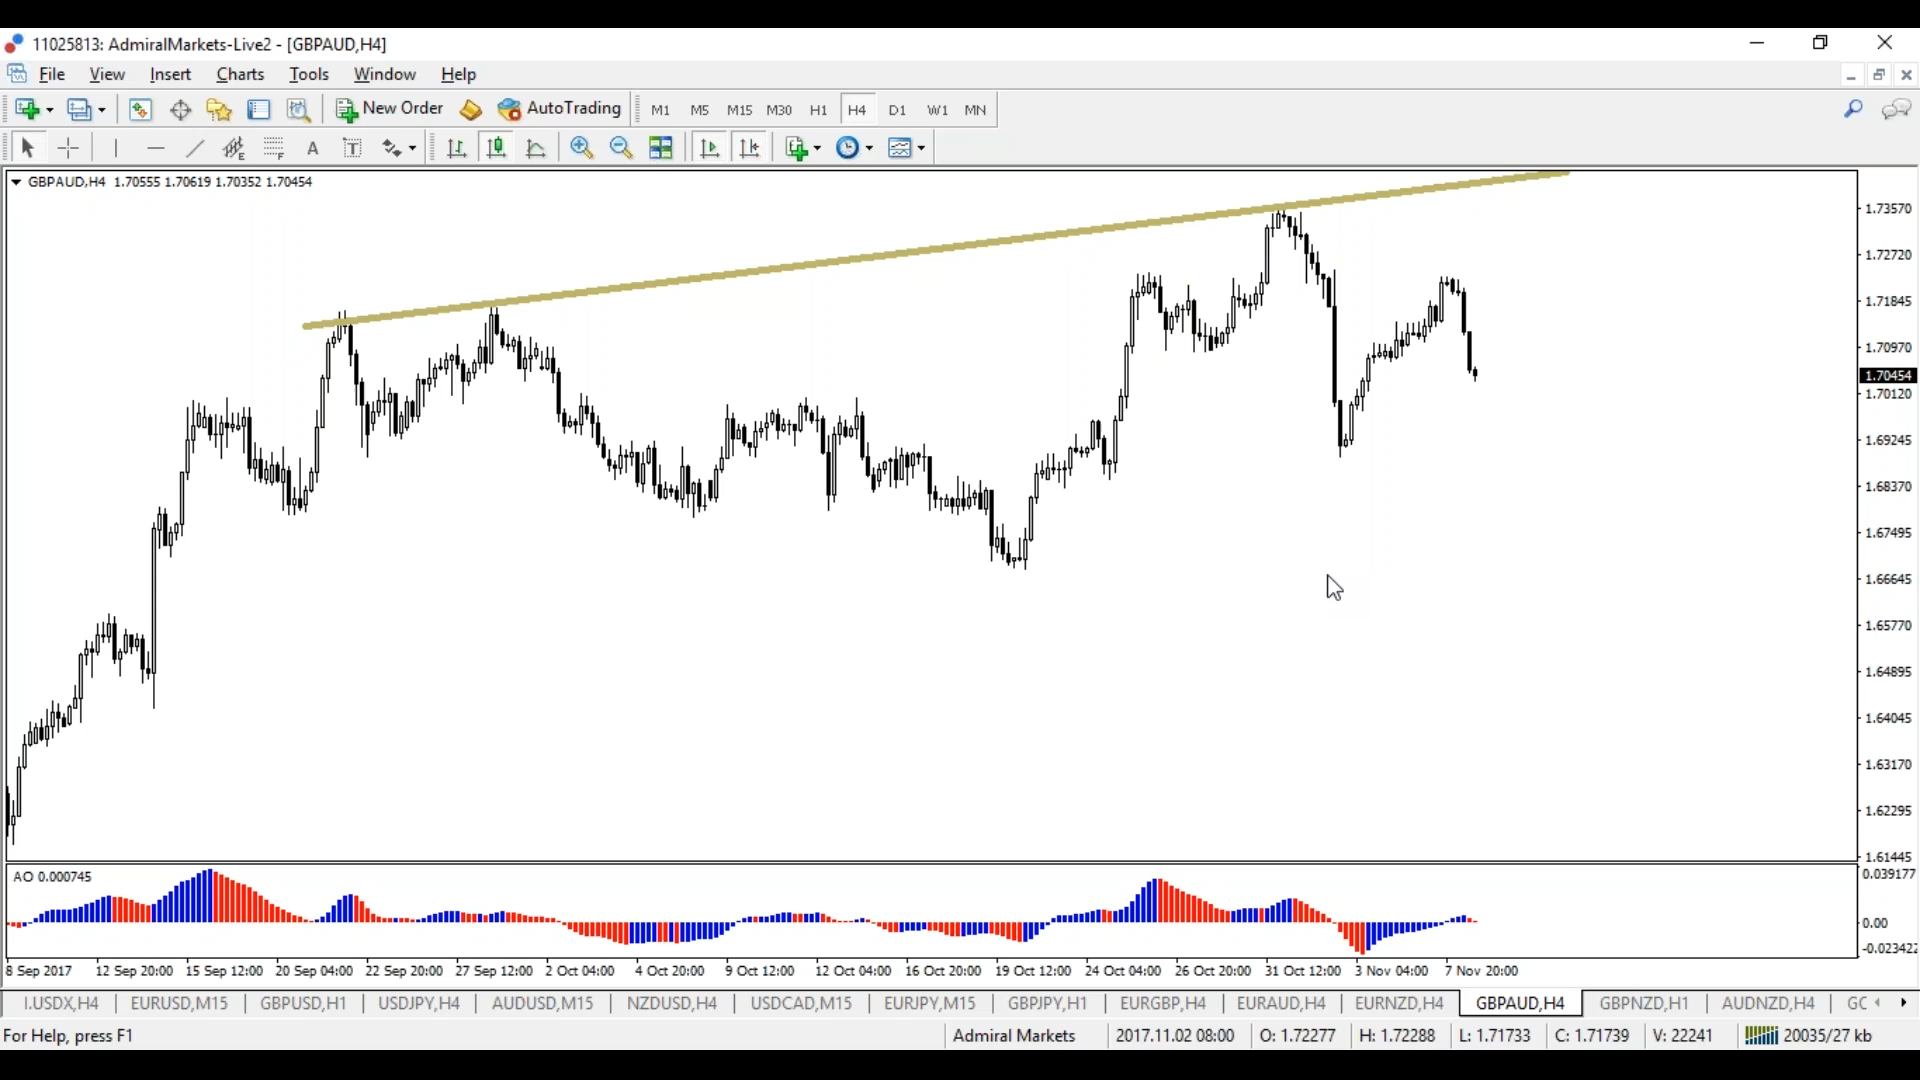 11025813: AdmiralMarkets-Live2 - [GBPAUD,H4]
File View Insert Charts Tools Window Help
New Order AutoTrading M1 M5 M15 M30 H1 H4 D1 W1 MN
A T
GBPAUD,H4 1.70555 1.70619 1.70352 1.70454
1.73570
1.72720
1.71845
1.70970
1.70454
1.70120
1.69245
1.68370
1.67495
1.66645
1.65770
1.64895
1.64045
1.63170
1.62295
1.61445
AO 0.000745
0.039177
0.00
-0.023422
8 Sep 2017 12 Sep 20:00 15 Sep 12:00 20 Sep 04:00 22 Sep 20:00 27 Sep 12:00 2 Oct 04:00 4 Oct 20:00 9 Oct 12:00 12 Oct 04:00 16 Oct 20:00 19 Oct 12:00 24 Oct 04:00 26 Oct 20:00 31 Oct 12:00 3 Nov 04:00 7 Nov 20:00
I.USDX,H4 EURUSD,M15 GBPUSD,H1 USDJPY,H4 AUDUSD,M15 NZDUSD,H4 USDCAD,M15 EURJPY,M15 GBPJPY,H1 EURGBP,H4 EURAUD,H4 EURNZD,H4 GBPAUD,H4 GBPNZD,H1 AUDNZD,H4 GC
For Help, press F1 Admiral Markets 2017.11.02 08:00 O: 1.72277 H: 1.72288 L: 1.71733 C: 1.71739 V: 22241 20035/27 kb